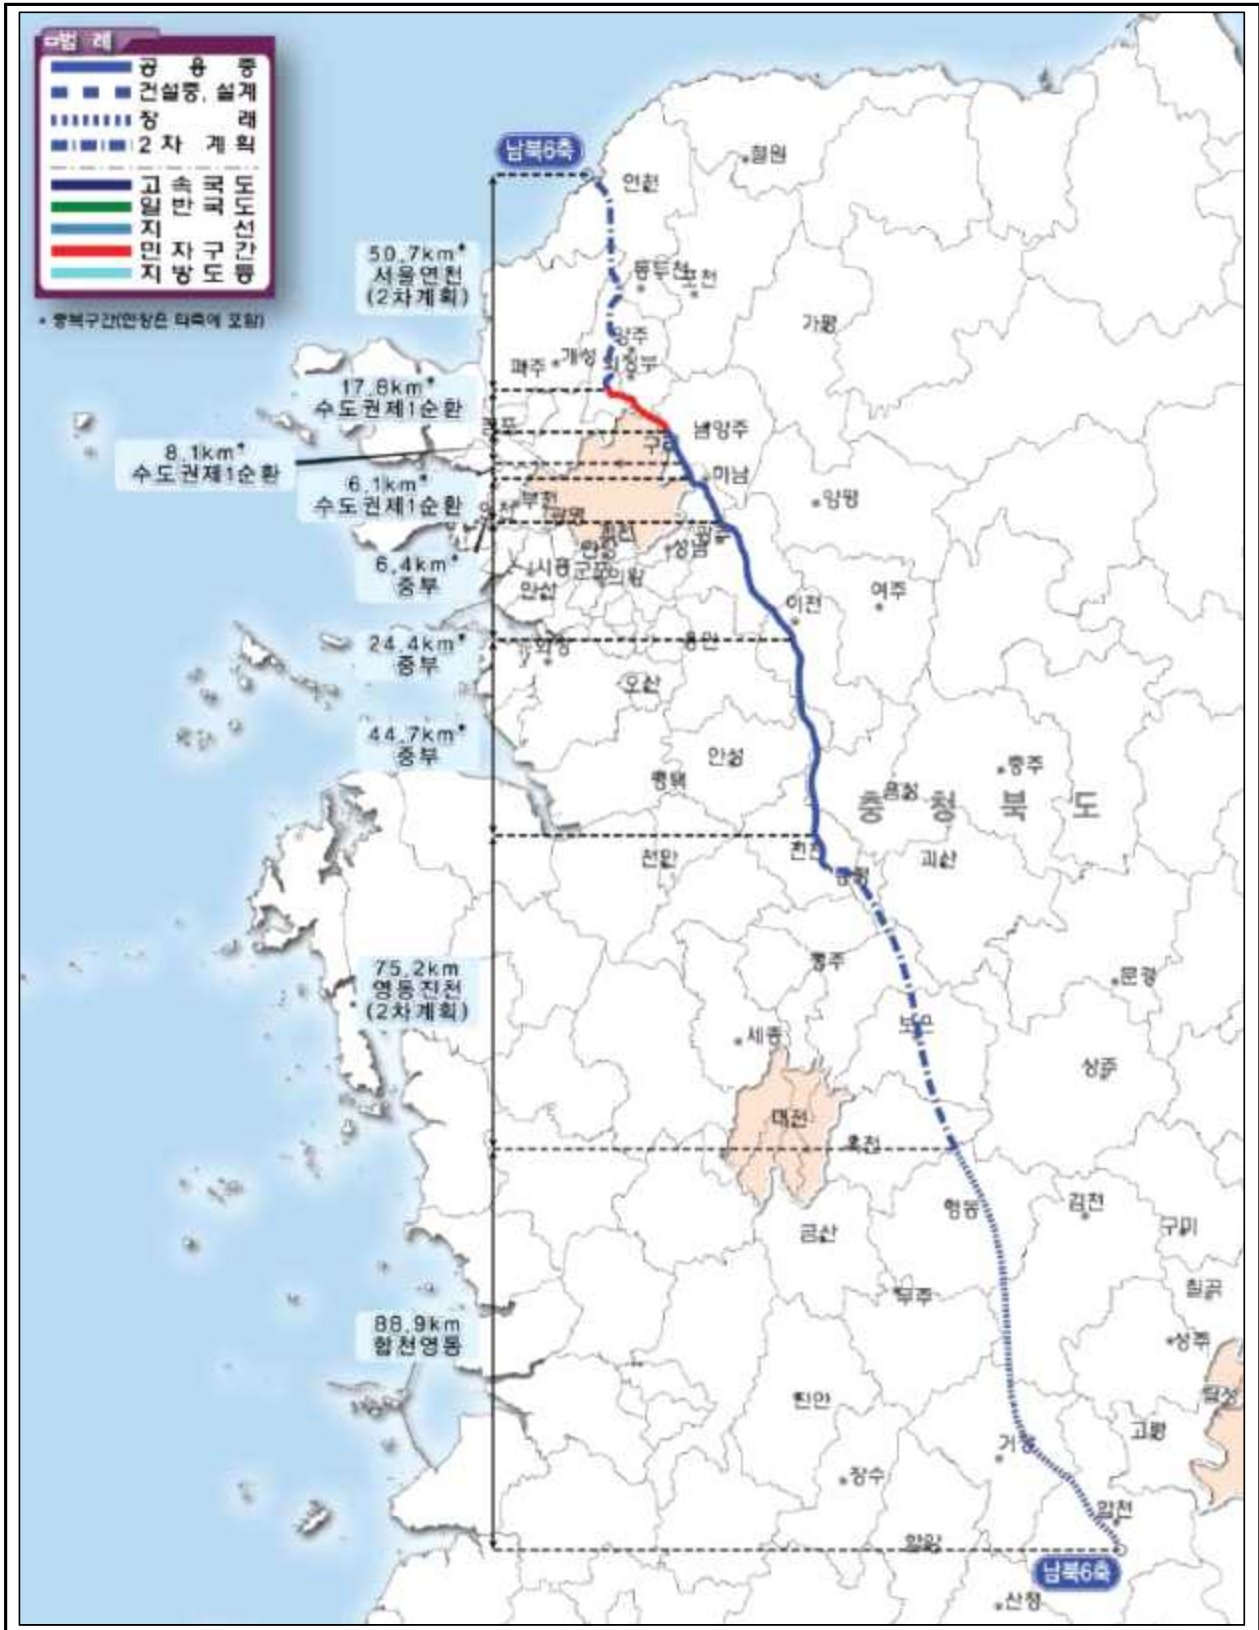 범 례
공 용 중
건설중, 설계
장 래
2 차 계 획
고 속 국 도
일 반 국 도
지 선
민 자 구 간
지 방 도 등
* 중복구간(연장은 타축에 포함)
남북6축
철원
연천
50.7km*
서울연천
(2차계획)
동두천
포천
가평
양주
의정부
개성
파주
17.8km*
수도권제1순환
남양주
구리
8.1km*
수도권제1순환
하남
6.1km*
수도권제1순환
양평
부천
광명
인천
과천
광주
안양
성남
6.4km*
중부
시흥
군포
의왕
안산
이천
여주
24.4km*
중부
화성
용인
오산
44.7km*
중부
안성
평택
충주
음성
충 청 북 도
천안
진천
괴산
증평
75.2km
영동진천
(2차계획)
문경
세종
보은
상주
대전
옥천
김천
금산
구미
무주
칠곡
88.9km
합천영동
성주
달성
진안
고령
거창
장수
합천
함양
남북6축
산청